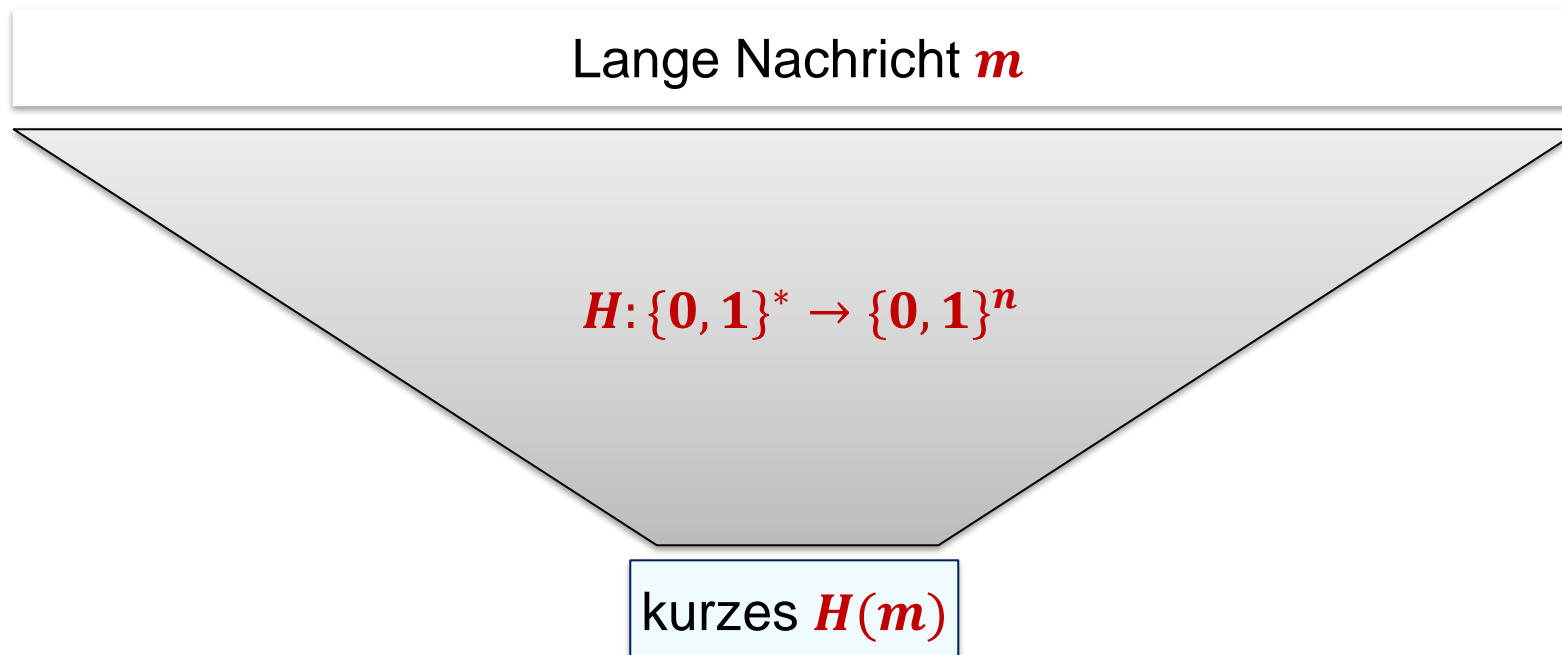 Lange Nachricht m
H: {0, 1}* → {0, 1}ⁿ
kurzes H(m)